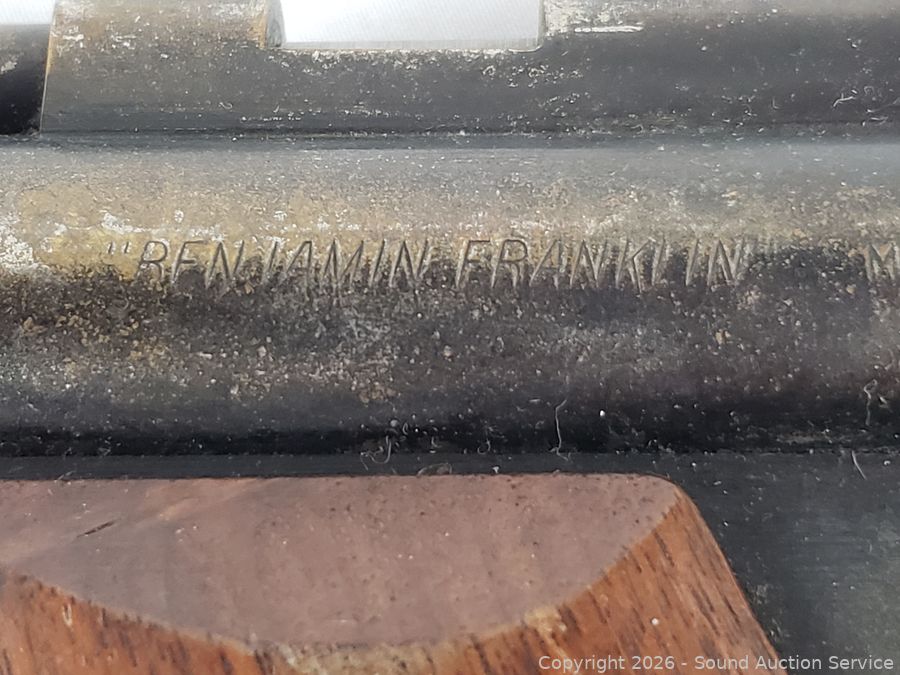 "BENJAMIN FRANKLIN" M
Copyright 2026 - Sound Auction Service